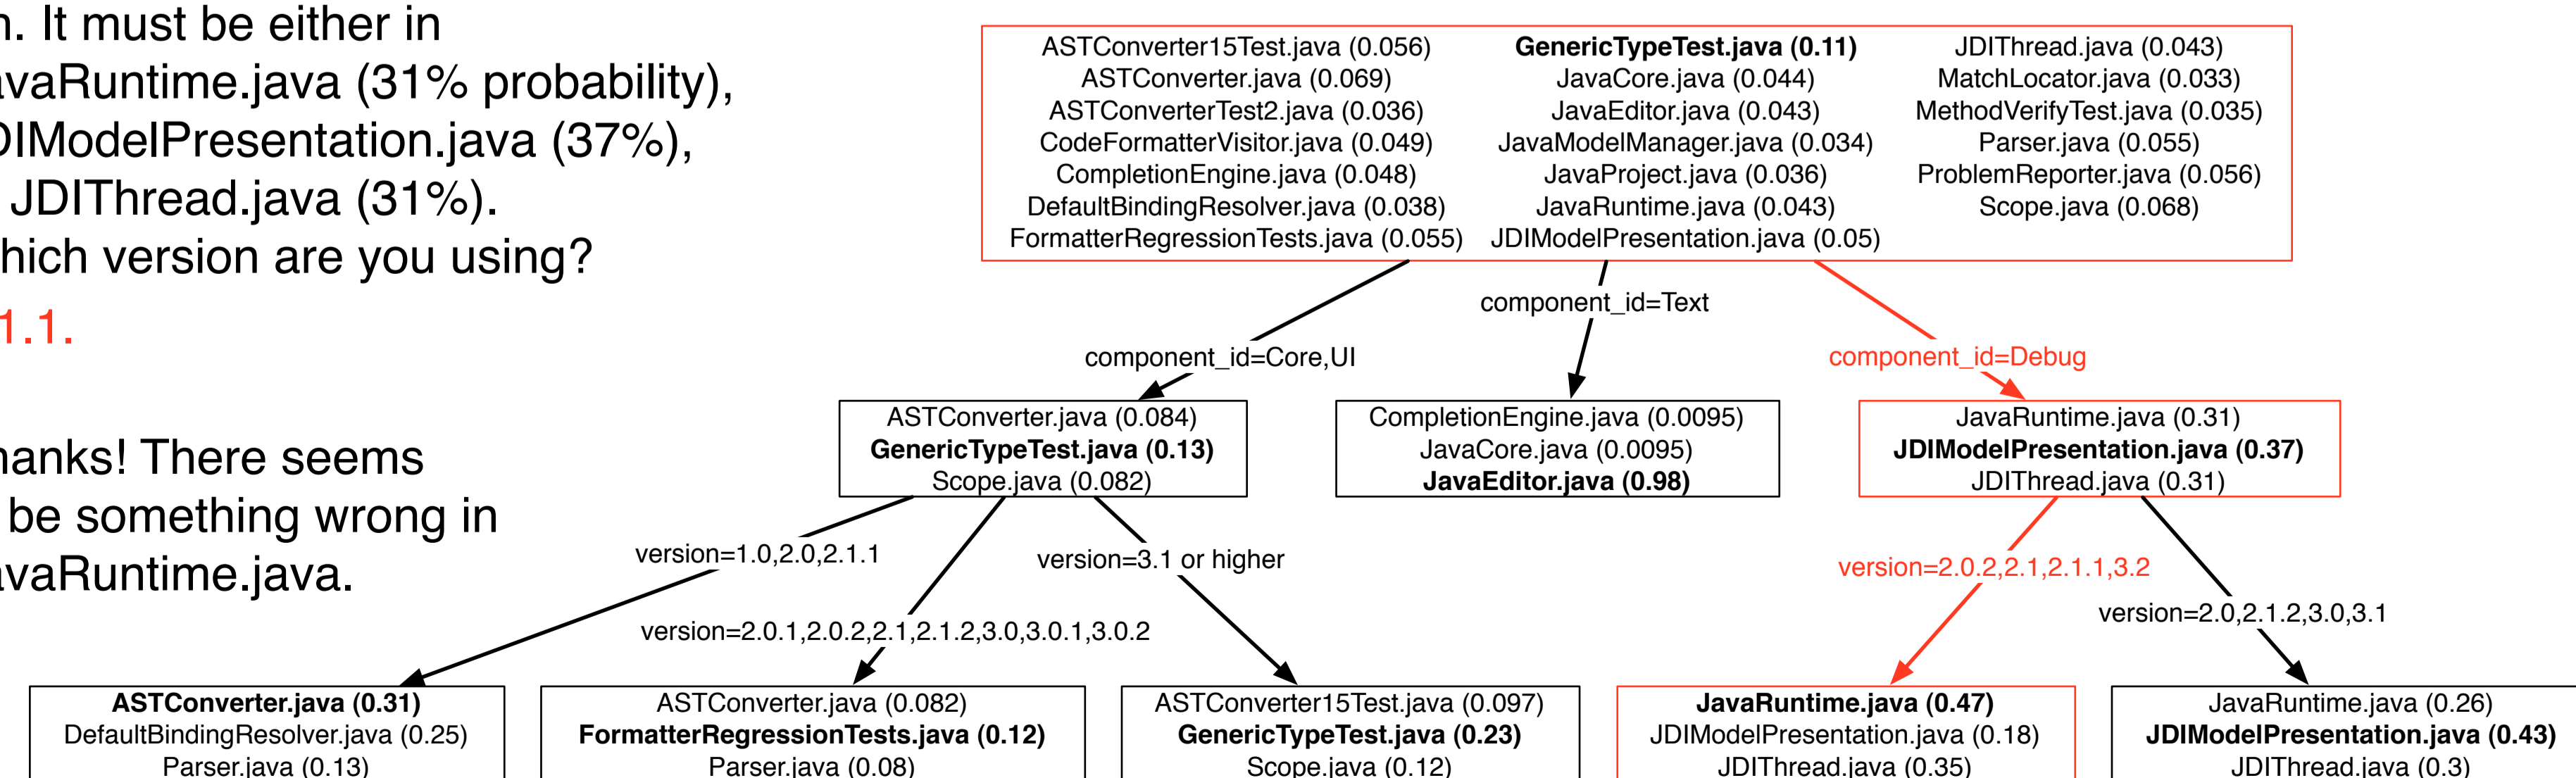 n. It must be either in
avaRuntime.java (31% probability),
DIModelPresentation.java (37%),
JDIThread.java (31%).
hich version are you using?
1.1.
hanks! There seems
be something wrong in
avaRuntime.java.
ASTConverter15Test.java (0.056)
ASTConverter.java (0.069)
ASTConverterTest2.java (0.036)
CodeFormatterVisitor.java (0.049)
CompletionEngine.java (0.048)
DefaultBindingResolver.java (0.038)
FormatterRegressionTests.java (0.055)
GenericTypeTest.java (0.11)
JavaCore.java (0.044)
JavaEditor.java (0.043)
JavaModelManager.java (0.034)
JavaProject.java (0.036)
JavaRuntime.java (0.043)
JDIModelPresentation.java (0.05)
JDIThread.java (0.043)
MatchLocator.java (0.033)
MethodVerifyTest.java (0.035)
Parser.java (0.055)
ProblemReporter.java (0.056)
Scope.java (0.068)
component_id=Core,UI
component_id=Text
component_id=Debug
ASTConverter.java (0.084)
GenericTypeTest.java (0.13)
Scope.java (0.082)
CompletionEngine.java (0.0095)
JavaCore.java (0.0095)
JavaEditor.java (0.98)
JavaRuntime.java (0.31)
JDIModelPresentation.java (0.37)
JDIThread.java (0.31)
version=1.0,2.0,2.1.1
version=2.0.1,2.0.2,2.1,2.1.2,3.0,3.0.1,3.0.2
version=3.1 or higher
version=2.0.2,2.1,2.1.1,3.2
version=2.0,2.1.2,3.0,3.1
ASTConverter.java (0.31)
DefaultBindingResolver.java (0.25)
Parser.java (0.13)
ASTConverter.java (0.082)
FormatterRegressionTests.java (0.12)
Parser.java (0.08)
ASTConverter15Test.java (0.097)
GenericTypeTest.java (0.23)
Scope.java (0.12)
JavaRuntime.java (0.47)
JDIModelPresentation.java (0.18)
JDIThread.java (0.35)
JavaRuntime.java (0.26)
JDIModelPresentation.java (0.43)
JDIThread.java (0.3)